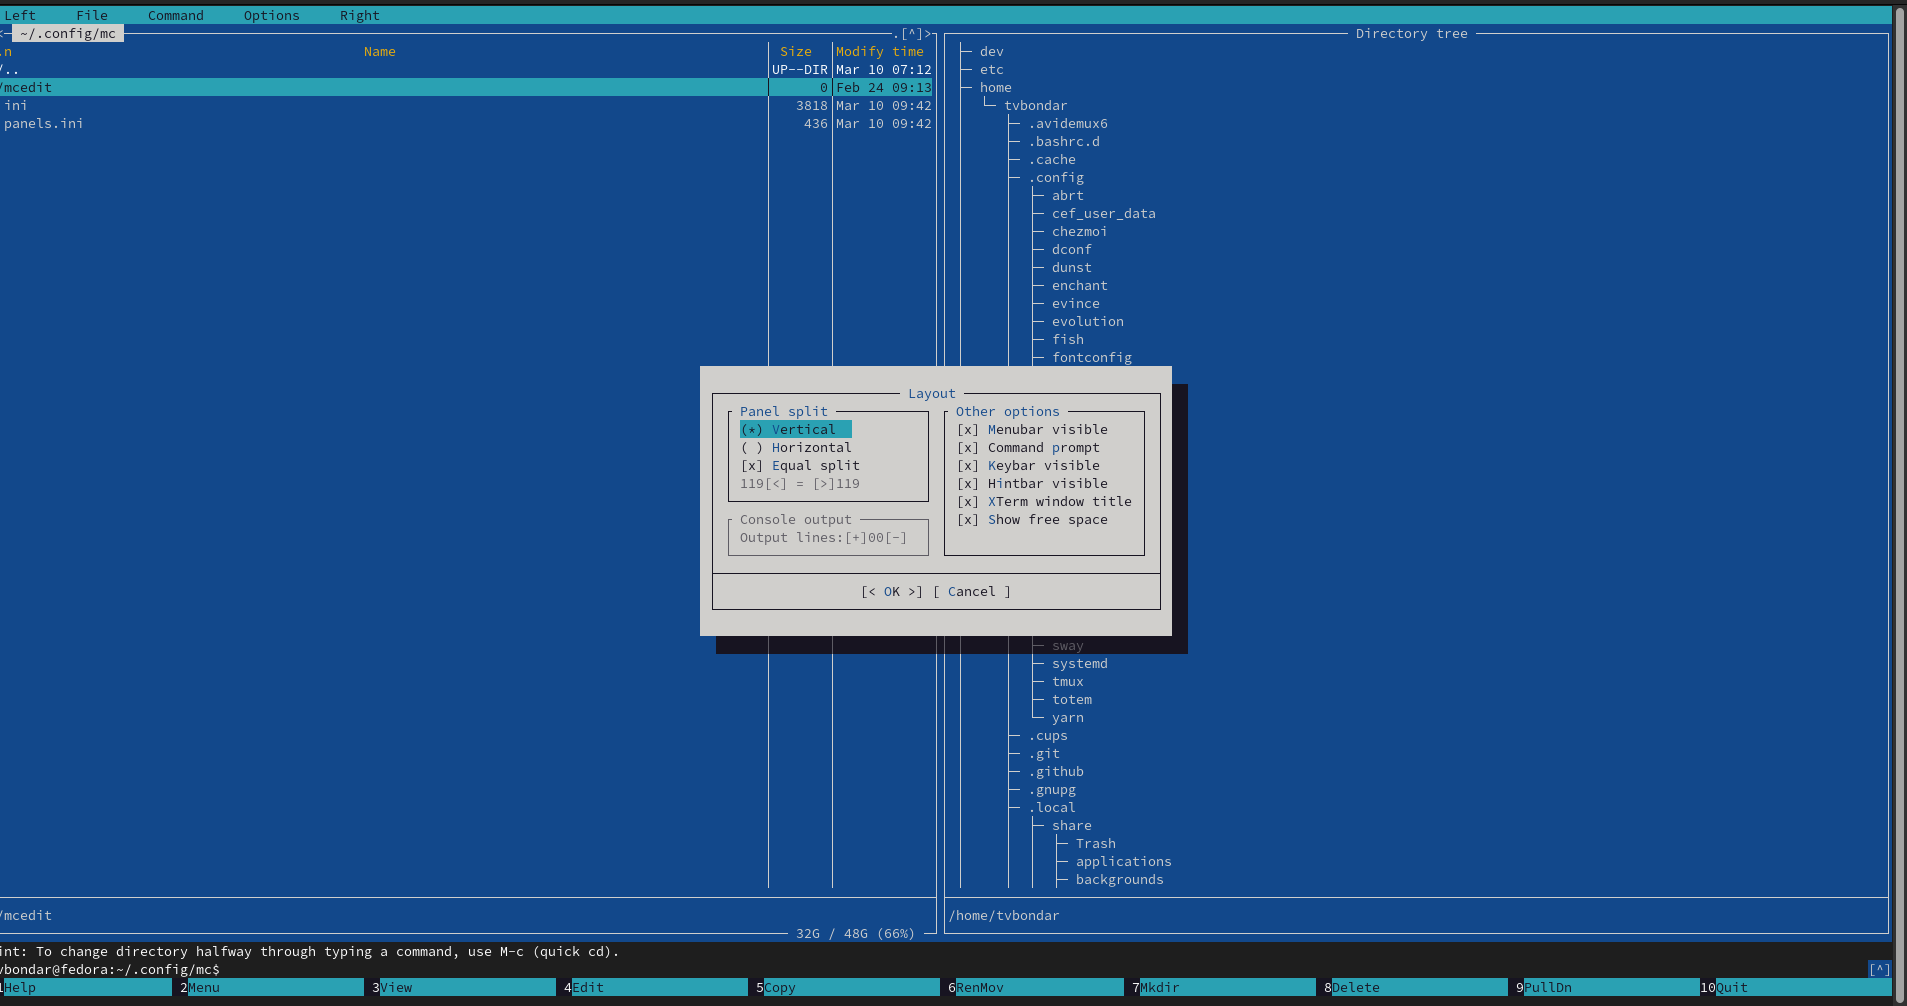 Left File Command Options Right
<─ ~/.config/mc ─.[^]>
.n Name Size Modify time
/.. UP--DIR Mar 10 07:12
/mcedit 0 Feb 24 09:13
ini 3818 Mar 10 09:42
panels.ini 436 Mar 10 09:42
/mcedit
32G / 48G (66%)
Directory tree
dev
etc
home
tvbondar
.avidemux6
.bashrc.d
.cache
.config
abrt
cef_user_data
chezmoi
dconf
dunst
enchant
evince
evolution
fish
fontconfig
sway
systemd
tmux
totem
yarn
.cups
.git
.github
.gnupg
.local
share
Trash
applications
backgrounds
/home/tvbondar
Layout
Panel split
(*) Vertical
( ) Horizontal
[x] Equal split
119[<] = [>]119
Console output
Output lines:[+]00[-]
Other options
[x] Menubar visible
[x] Command prompt
[x] Keybar visible
[x] Hintbar visible
[x] XTerm window title
[x] Show free space
[< OK >] [ Cancel ]
int: To change directory halfway through typing a command, use M-c (quick cd).
vbondar@fedora:~/.config/mc$ [^]
1Help 2Menu 3View 4Edit 5Copy 6RenMov 7Mkdir 8Delete 9PullDn 10Quit